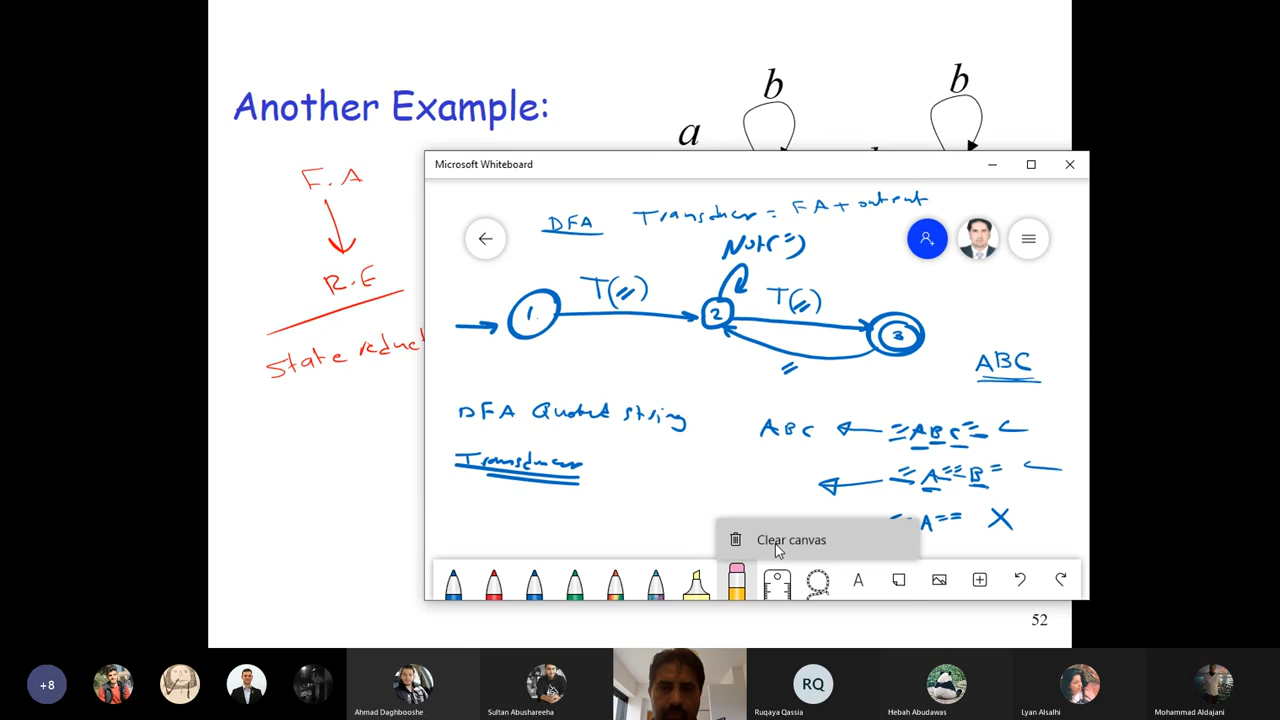 Another Example:
b
b
a
F.A
R.E
State reduct
Microsoft Whiteboard
DFA Transducer = FA + output
Not(")
T(")
T(")
1
2
3
"
ABC
DFA Quoted string
Transducer
ABC ← "ABC"
"A""B"
"A"" X
Clear canvas
A
52
+8
RQ
Ahmad Daghbooshe
Sultan Abushareeha
Ruqaya Qassia
Hebah Abudawas
Lyan Alsalhi
Mohammad Aldajani